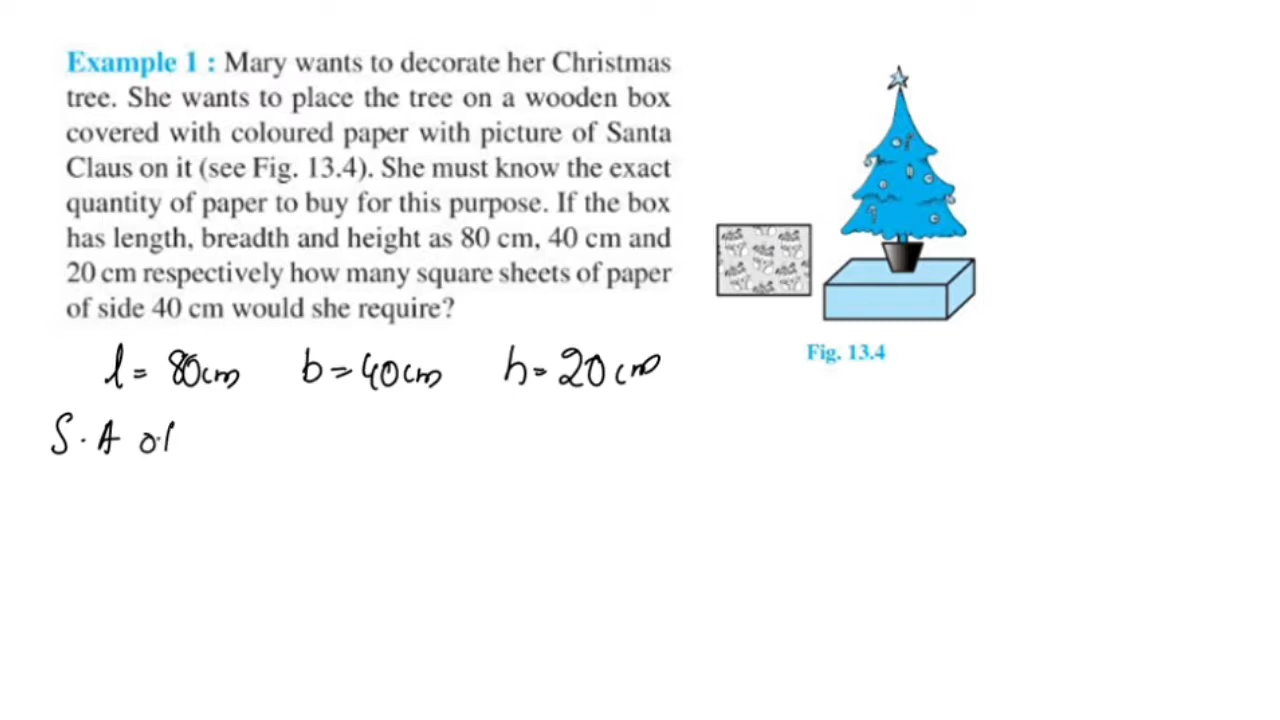 Example 1 : Mary wants to decorate her Christmas
tree. She wants to place the tree on a wooden box
covered with coloured paper with picture of Santa
Claus on it (see Fig. 13.4). She must know the exact
quantity of paper to buy for this purpose. If the box
has length, breadth and height as 80 cm, 40 cm and
20 cm respectively how many square sheets of paper
of side 40 cm would she require?
Fig. 13.4
l = 80cm b = 40cm h = 20cm
S.A of